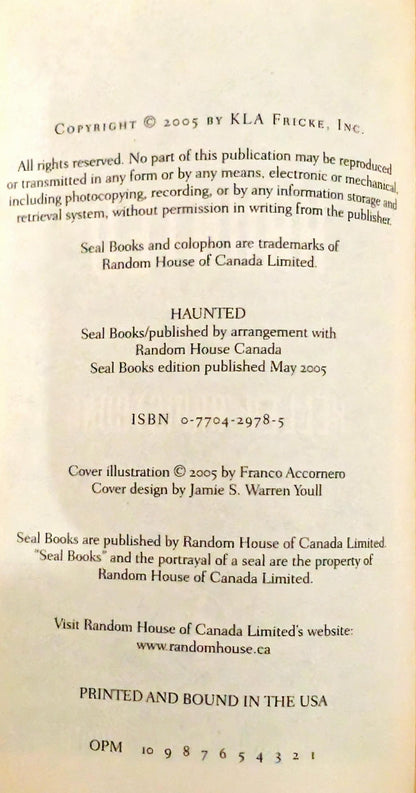 COPYRIGHT © 2005 BY KLA FRICKE, INC.
All rights reserved. No part of this publication may be reproduced
or transmitted in any form or by any means, electronic or mechanical,
including photocopying, recording, or by any information storage and
retrieval system, without permission in writing from the publisher.
Seal Books and colophon are trademarks of
Random House of Canada Limited.
HAUNTED
Seal Books/published by arrangement with
Random House Canada
Seal Books edition published May 2005
ISBN 0-7704-2978-5
Cover illustration © 2005 by Franco Accornero
Cover design by Jamie S. Warren Youll
Seal Books are published by Random House of Canada Limited.
"Seal Books" and the portrayal of a seal are the property of
Random House of Canada Limited.
Visit Random House of Canada Limited's website:
www.randomhouse.ca
PRINTED AND BOUND IN THE USA
OPM 10 9 8 7 6 5 4 3 2 1